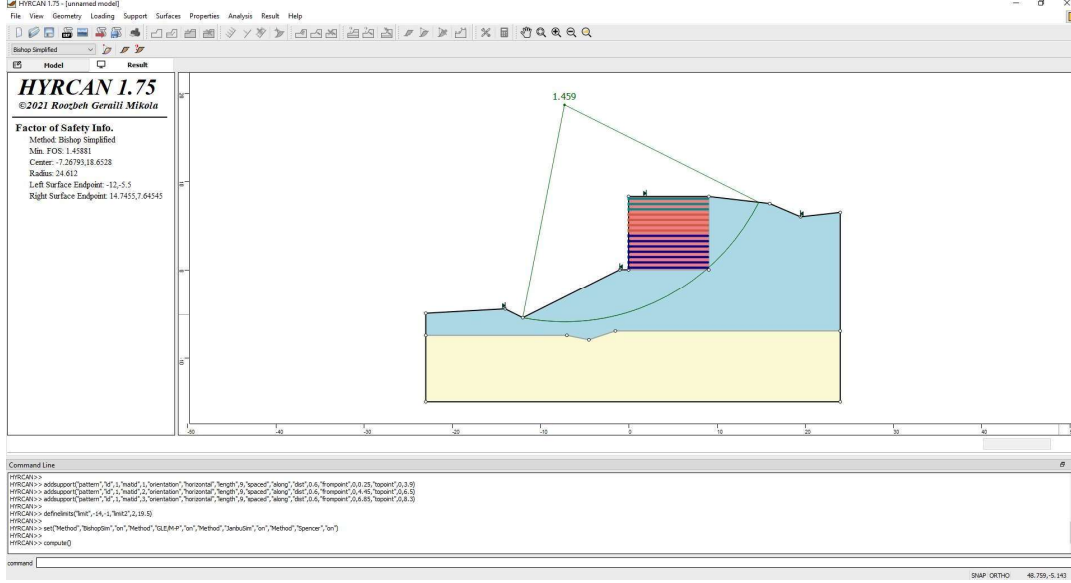 HYRCAN 1.75 - [unnamed model]
File View Geometry Loading Support Surfaces Properties Analysis Result Help
Bishop Simplified
Model Result
HYRCAN 1.75
©2021 Roozbeh Geraili Mikola
Factor of Safety Info.
Method: Bishop Simplified
Min. FOS: 1.45881
Center: -7.26793,18.6528
Radius: 24.612
Left Surface Endpoint: -12,-5.5
Right Surface Endpoint: 14.7455,7.64545
1.459
-50 -40 -30 -20 -10 0 10 20 30 40
Command Line
HYRCAN>>
HYRCAN>> addsupport("pattern","id",1,"matid",1,"orientation","horizontal","length",9,"spaced","along","dist",0.6,"frompoint",0,0.25,"topoint",0,3.9)
HYRCAN>> addsupport("pattern","id",1,"matid",2,"orientation","horizontal","length",9,"spaced","along","dist",0.6,"frompoint",0,4.45,"topoint",0,6.5)
HYRCAN>> addsupport("pattern","id",1,"matid",3,"orientation","horizontal","length",9,"spaced","along","dist",0.6,"frompoint",0,6.85,"topoint",0,8.3)
HYRCAN>>
HYRCAN>> definelimits("limit",-14,-1,"limit2",2,19.5)
HYRCAN>>
HYRCAN>> set("Method","BishopSim","on","Method","GLE/M-P","on","Method","JanbuSim","on","Method","Spencer","on")
HYRCAN>>
HYRCAN>> compute()
command
SNAP ORTHO 48.759,-5.143